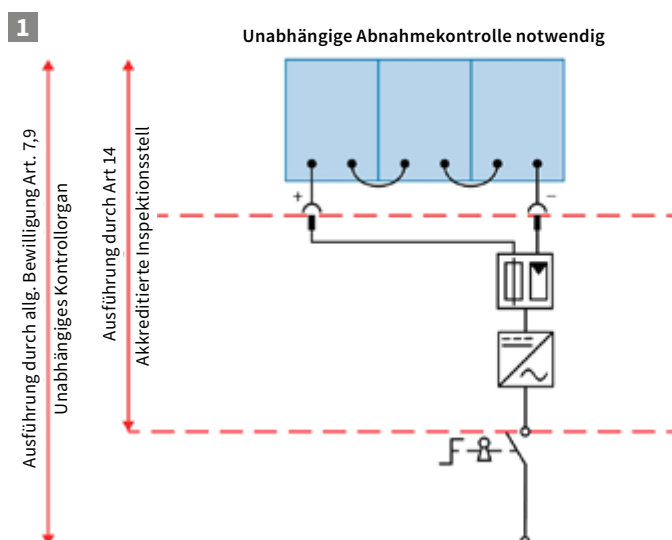 1
Unabhängige Abnahmekontrolle notwendig
Ausführung durch allg. Bewilligung Art. 7,9
Unabhängiges Kontrollorgan
Ausführung durch Art 14
Akkreditierte Inspektionsstell
+
−